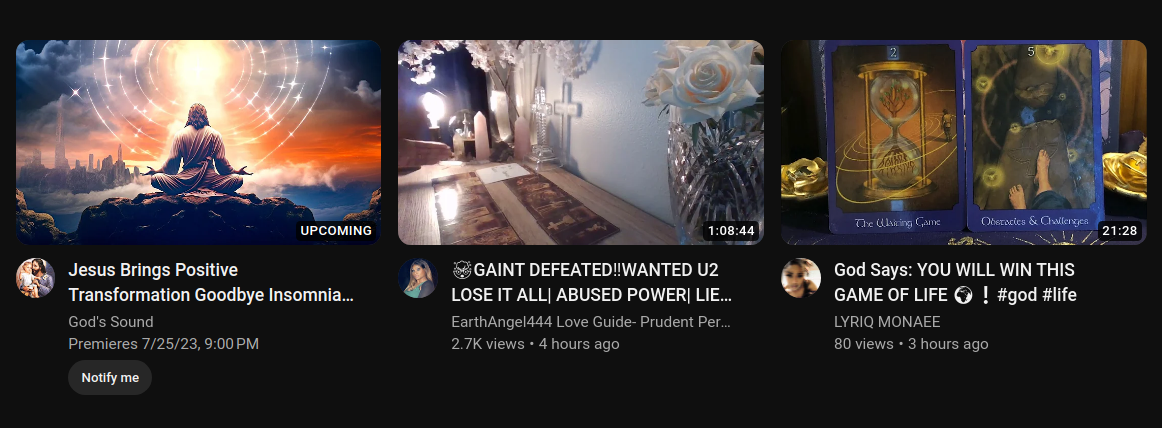 UPCOMING
Jesus Brings Positive
Transformation Goodbye Insomnia…
God's Sound
Premieres 7/25/23, 9:00 PM
Notify me
1:08:44
GAINT DEFEATED‼WANTED U2
LOSE IT ALL| ABUSED POWER| LIE…
EarthAngel444 Love Guide- Prudent Per…
2.7K views • 4 hours ago
2
The Waiting Game
5
Obstacles & Challenges
21:28
God Says: YOU WILL WIN THIS
GAME OF LIFE 🌍❗#god #life
LYRIQ MONAEE
80 views • 3 hours ago